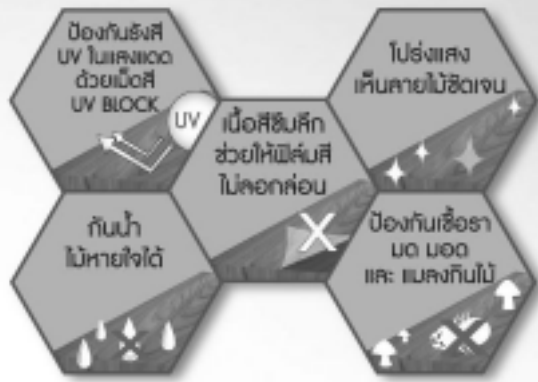 ป้องกันรังสี
UV ในแสงแดด
ด้วยเม็ดสี
UV BLOCK
UV
โปร่งแสง
เห็นลายไม้ชัดเจน
เนื้อสีซึมลึก
ช่วยให้ฟิล์มสี
ไม่ลอกล่อน
กันน้ำ
ไม้หายใจได้
ป้องกันเชื้อรา
มด มอด
และ แมลงกินไม้